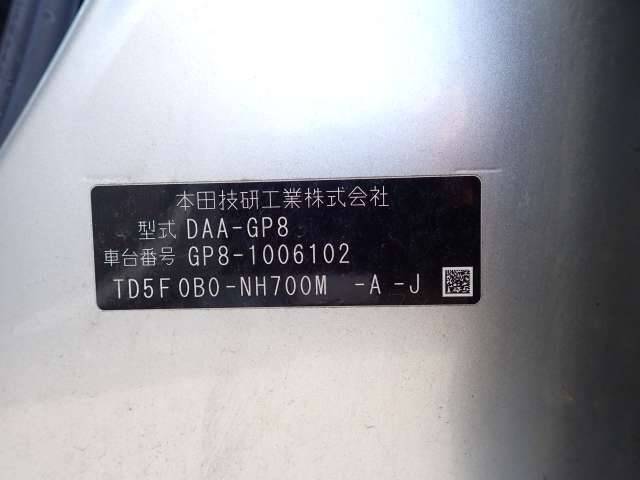 本田技研工業株式会社
型式 DAA-GP8
車台番号 GP8-1006102
TD5F0B0-NH700M -A-J